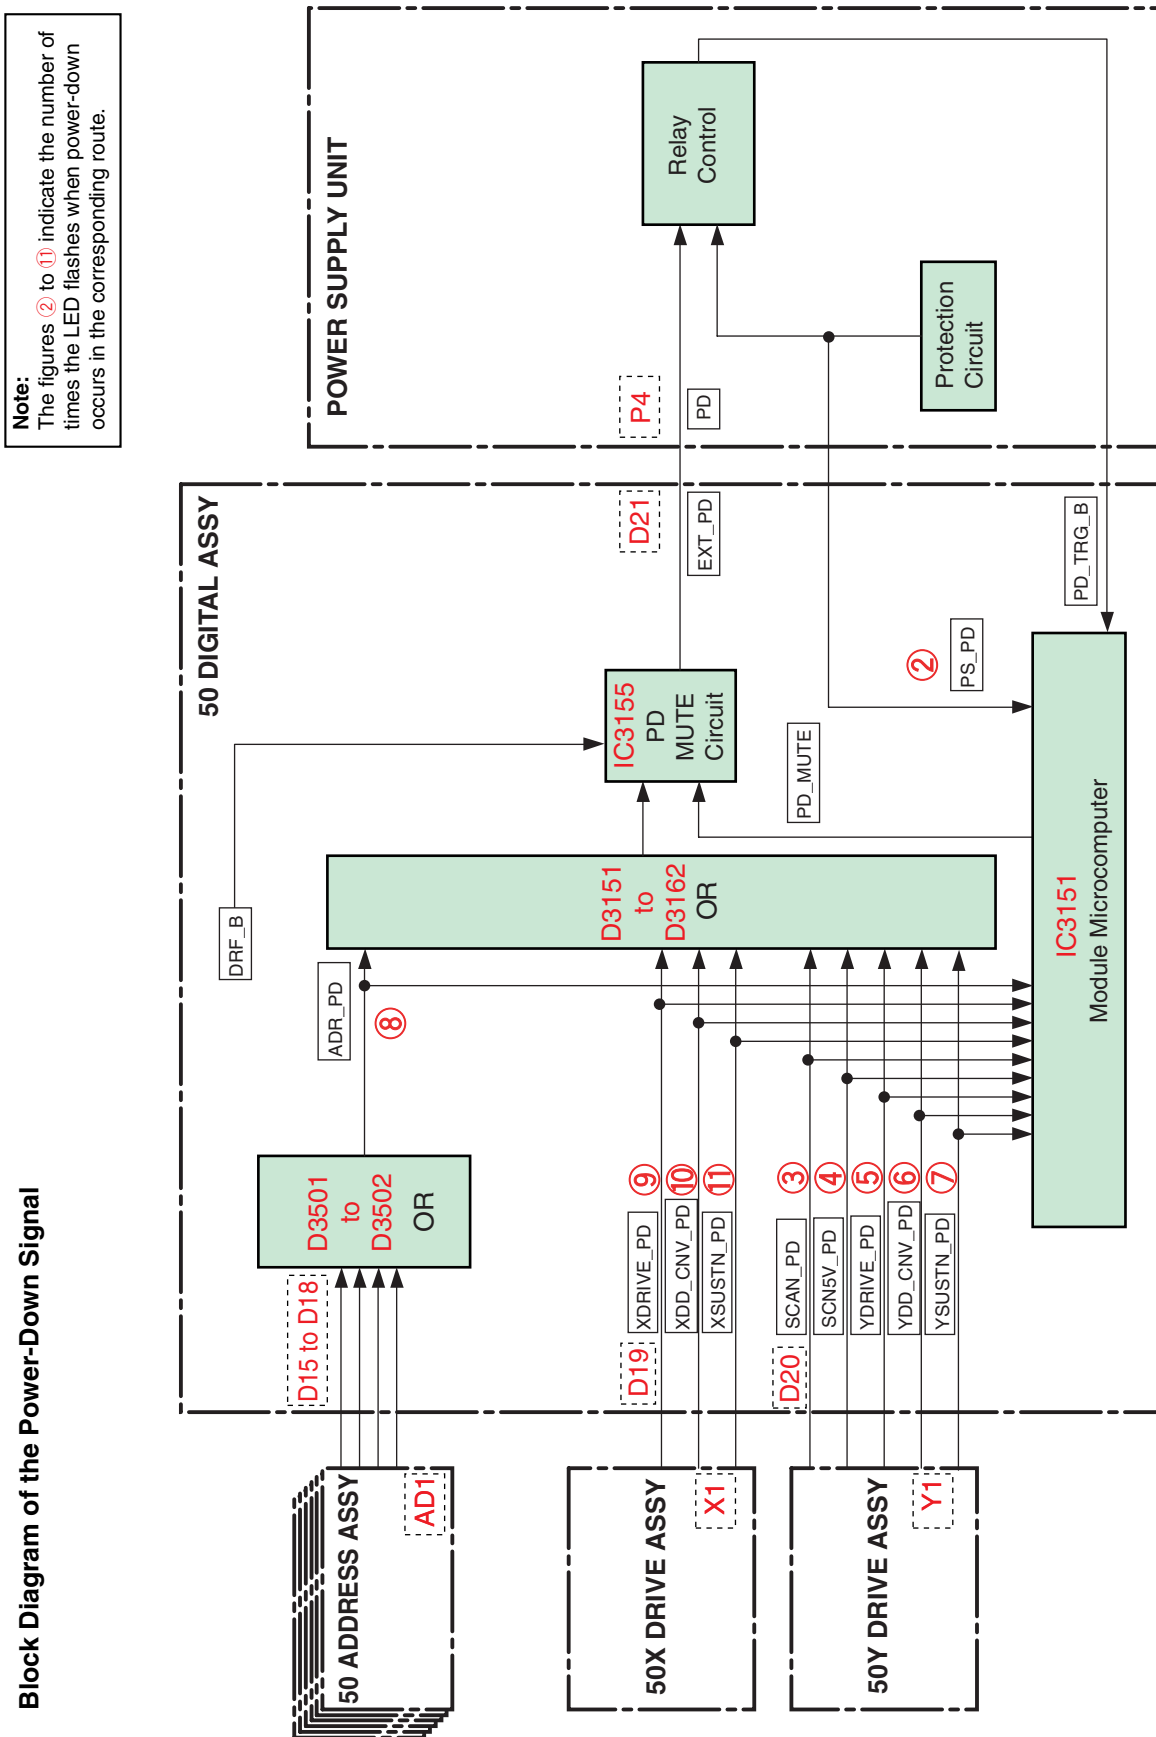 Block Diagram of the Power-Down Signal
Note:
The figures ② to ⑪ indicate the number of
times the LED flashes when power-down
occurs in the corresponding route.
50 ADDRESS ASSY
AD1
50X DRIVE ASSY
X1
50Y DRIVE ASSY
Y1
50 DIGITAL ASSY
D15 to D18
D3501
to
D3502
OR
ADR_PD
⑧
DRF_B
D19
XDRIVE_PD
⑨
XDD_CNV_PD
⑩
XSUSTN_PD
⑪
D20
SCAN_PD
③
SCN5V_PD
④
YDRIVE_PD
⑤
YDD_CNV_PD
⑥
YSUSTN_PD
⑦
D3151
to
D3162
OR
IC3155
PD
MUTE
Circuit
PD_MUTE
IC3151
Module Microcomputer
②
PS_PD
PD_TRG_B
D21
EXT_PD
POWER SUPPLY UNIT
P4
PD
Relay
Control
Protection
Circuit